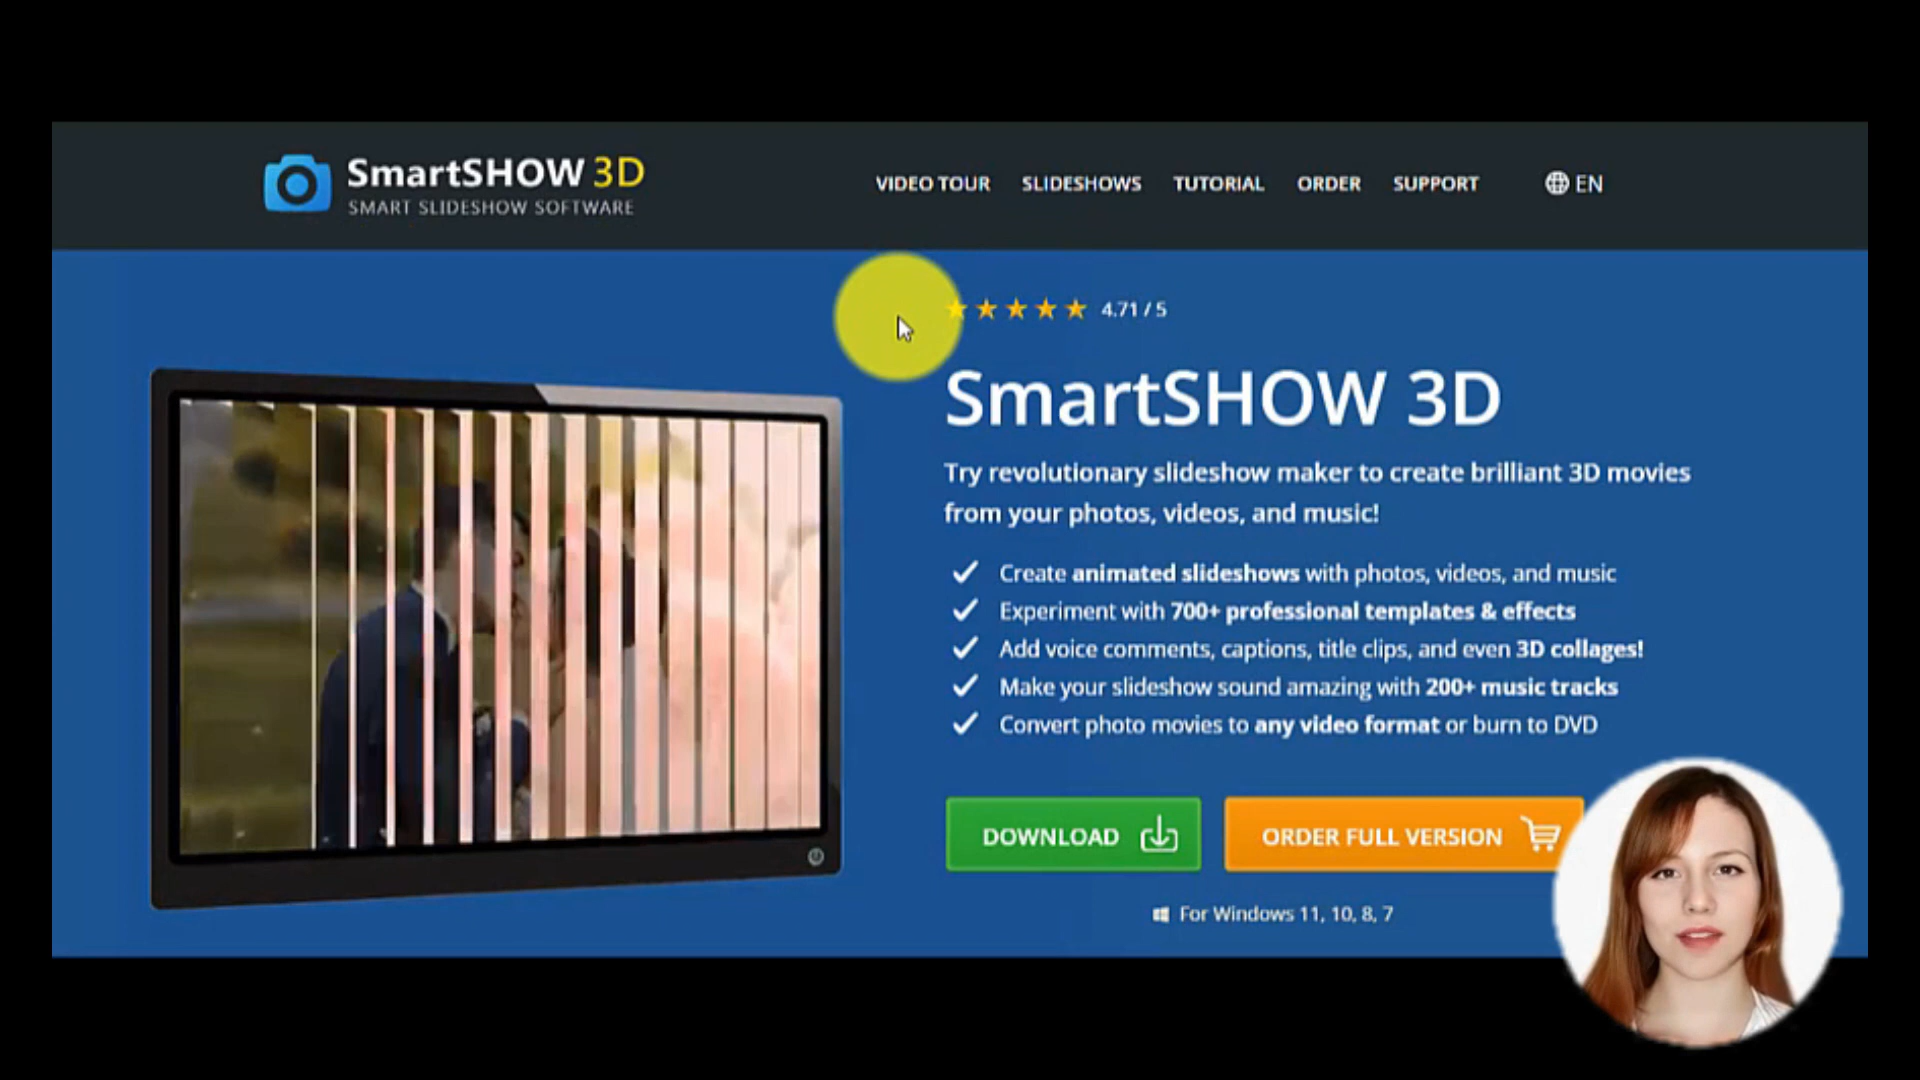 SmartSHOW 3D
SMART SLIDESHOW SOFTWARE
VIDEO TOUR SLIDESHOWS TUTORIAL ORDER SUPPORT EN
4.71 / 5
SmartSHOW 3D
Try revolutionary slideshow maker to create brilliant 3D movies
from your photos, videos, and music!
Create animated slideshows with photos, videos, and music
Experiment with 700+ professional templates & effects
Add voice comments, captions, title clips, and even 3D collages!
Make your slideshow sound amazing with 200+ music tracks
Convert photo movies to any video format or burn to DVD
DOWNLOAD
ORDER FULL VERSION
For Windows 11, 10, 8, 7